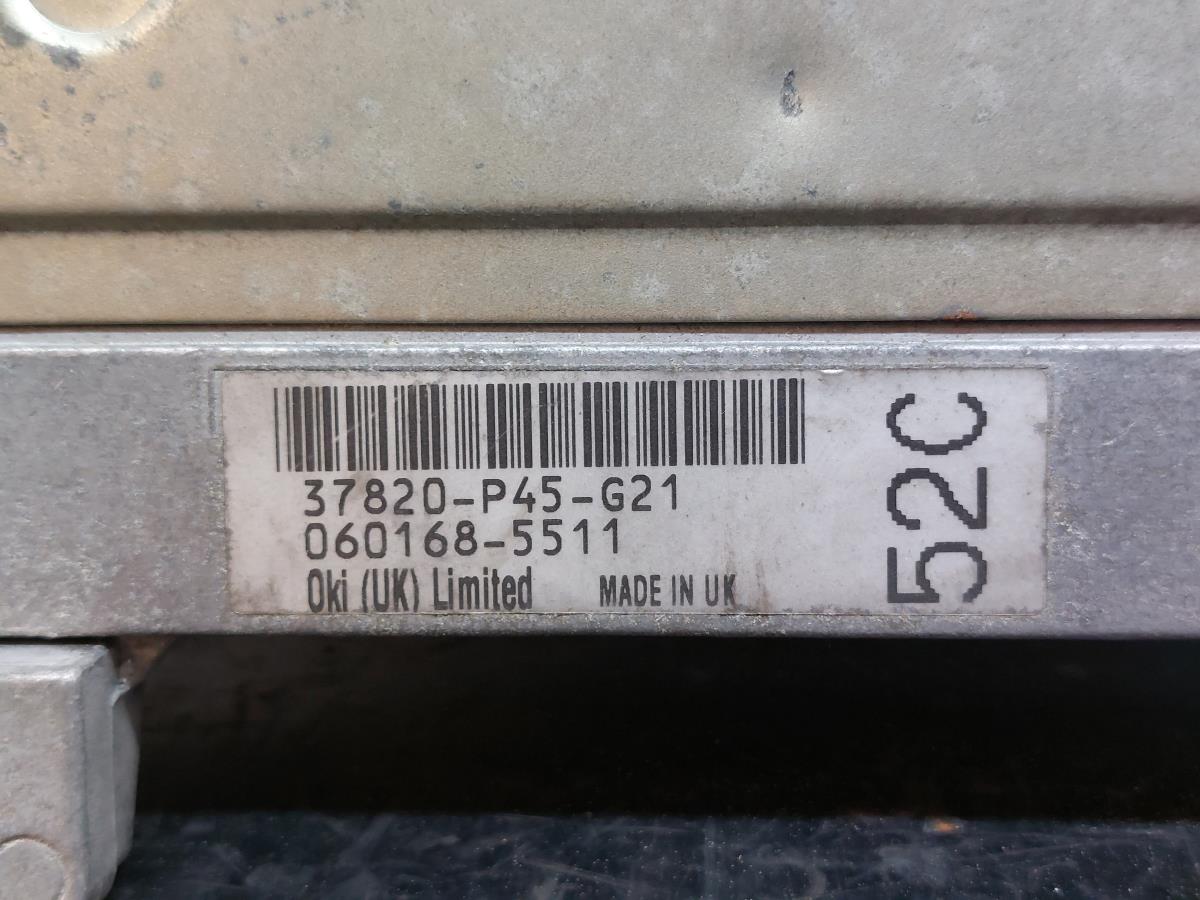 37820-P45-G21
060168-5511
Oki (UK) Limited MADE IN UK
52C